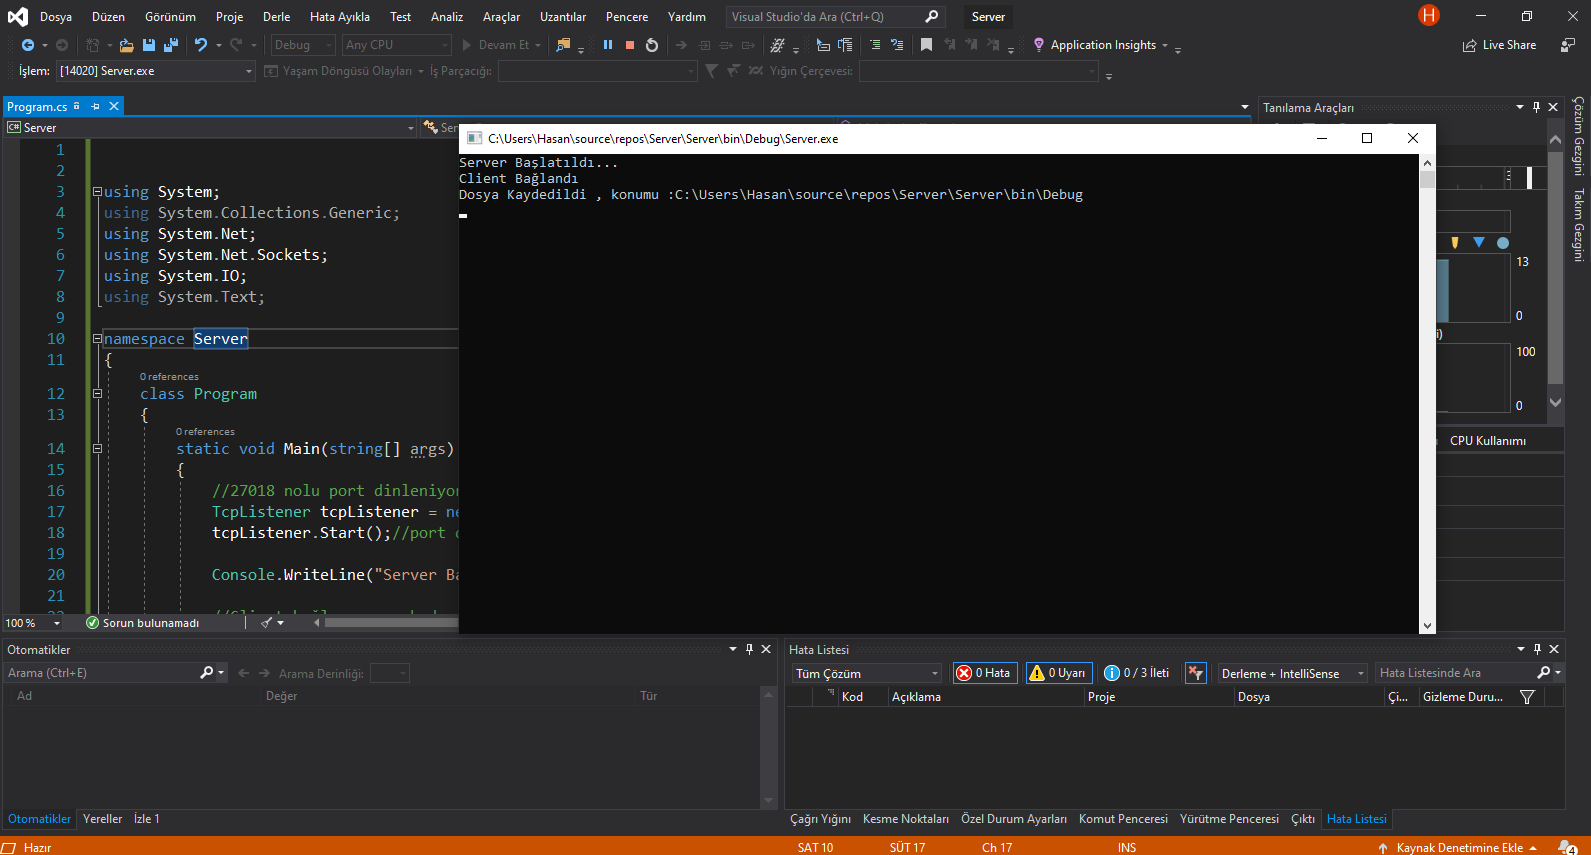 Dosya Düzen Görünüm Proje Derle Hata Ayıkla Test Analiz Araçlar Uzantılar Pencere Yardım Visual Studio'da Ara (Ctrl+Q) Server H
Debug Any CPU Devam Et Application Insights Live Share
İşlem: [14020] Server.exe Yaşam Döngüsü Olayları İş Parçacığı: Yığın Çerçevesi:
Program.cs
Server
C:\Users\Hasan\source\repos\Server\Server\bin\Debug\Server.exe
Server Başlatıldı...
Client Bağlandı
Dosya Kaydedildi , konumu :C:\Users\Hasan\source\repos\Server\Server\bin\Debug
1
2
3 using System;
4 using System.Collections.Generic;
5 using System.Net;
6 using System.Net.Sockets;
7 using System.IO;
8 using System.Text;
9
10 namespace Server
11 {
0 references
12 class Program
13 {
0 references
14 static void Main(string[] args)
15 {
16 //27018 nolu port dinleniyor
17 TcpListener tcpListener = ne
18 tcpListener.Start();//port
19
20 Console.WriteLine("Server Ba
21
100 % Sorun bulunamadı
Tanılama Araçları
13
0
100
0
CPU Kullanımı
Çözüm Gezgini
Takım Gezgini
Otomatikler
Arama (Ctrl+E) Arama Derinliği:
Ad Değer Tür
Otomatikler Yereller İzle 1
Hata Listesi
Tüm Çözüm 0 Hata 0 Uyarı 0 / 3 İleti Derleme + IntelliSense Hata Listesinde Ara
Kod Açıklama Proje Dosya Çi... Gizleme Duru...
Çağrı Yığını Kesme Noktaları Özel Durum Ayarları Komut Penceresi Yürütme Penceresi Çıktı Hata Listesi
Hazır SAT 10 SÜT 17 Ch 17 INS Kaynak Denetimine Ekle 4